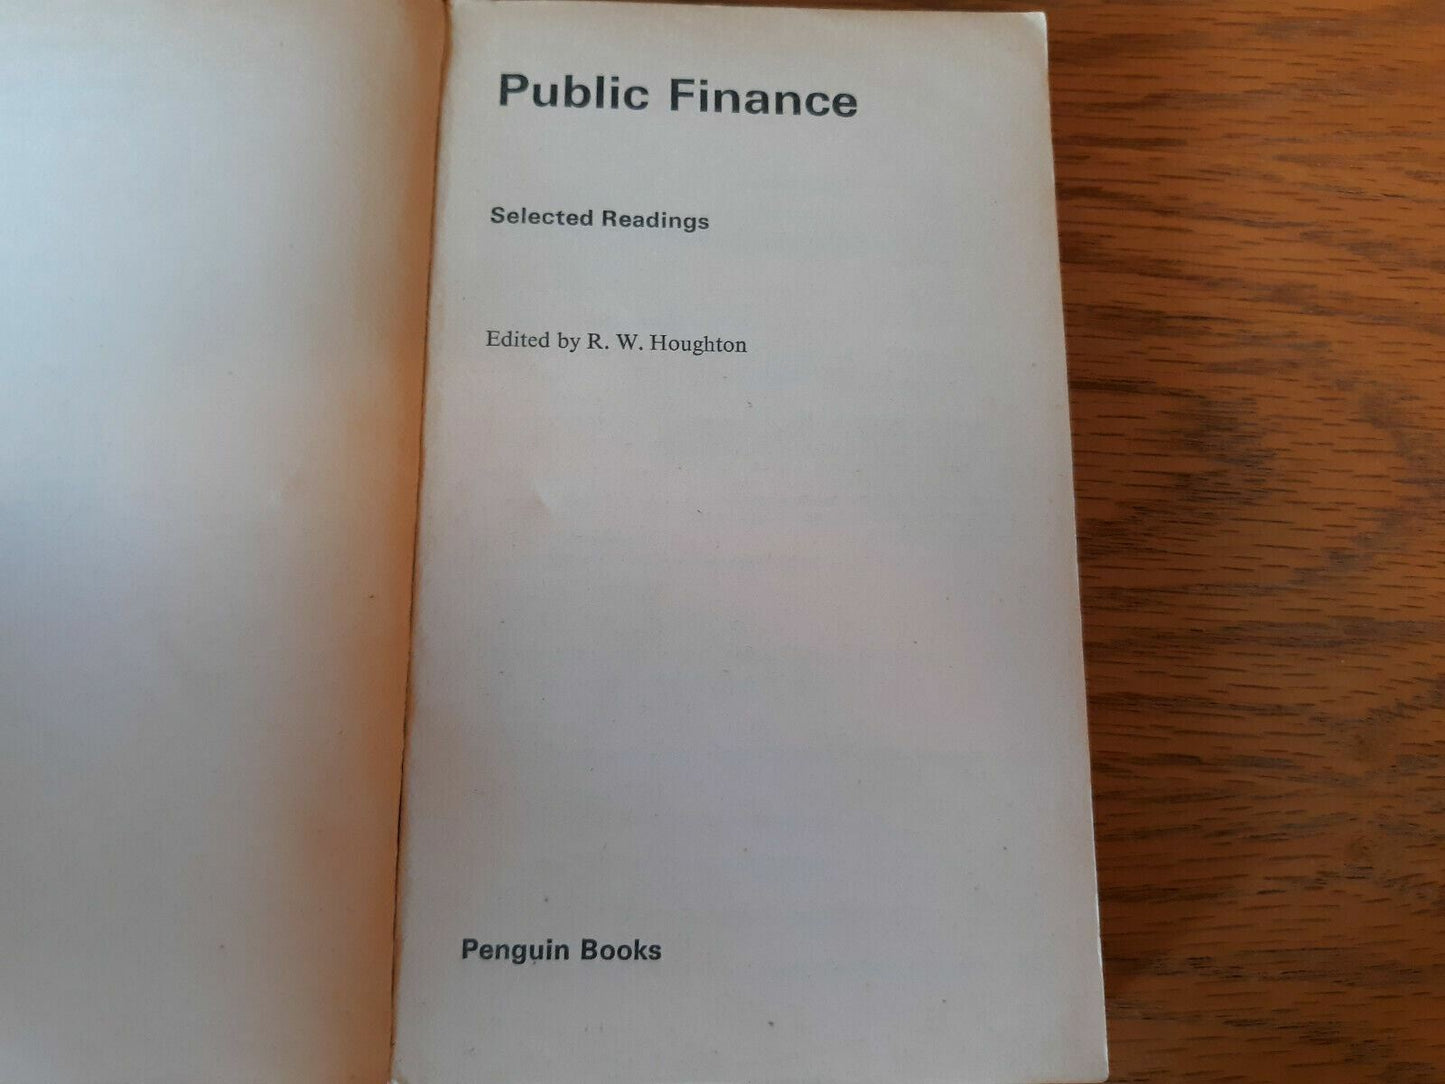 Public Finance
Selected Readings
Edited by R. W. Houghton
Penguin Books